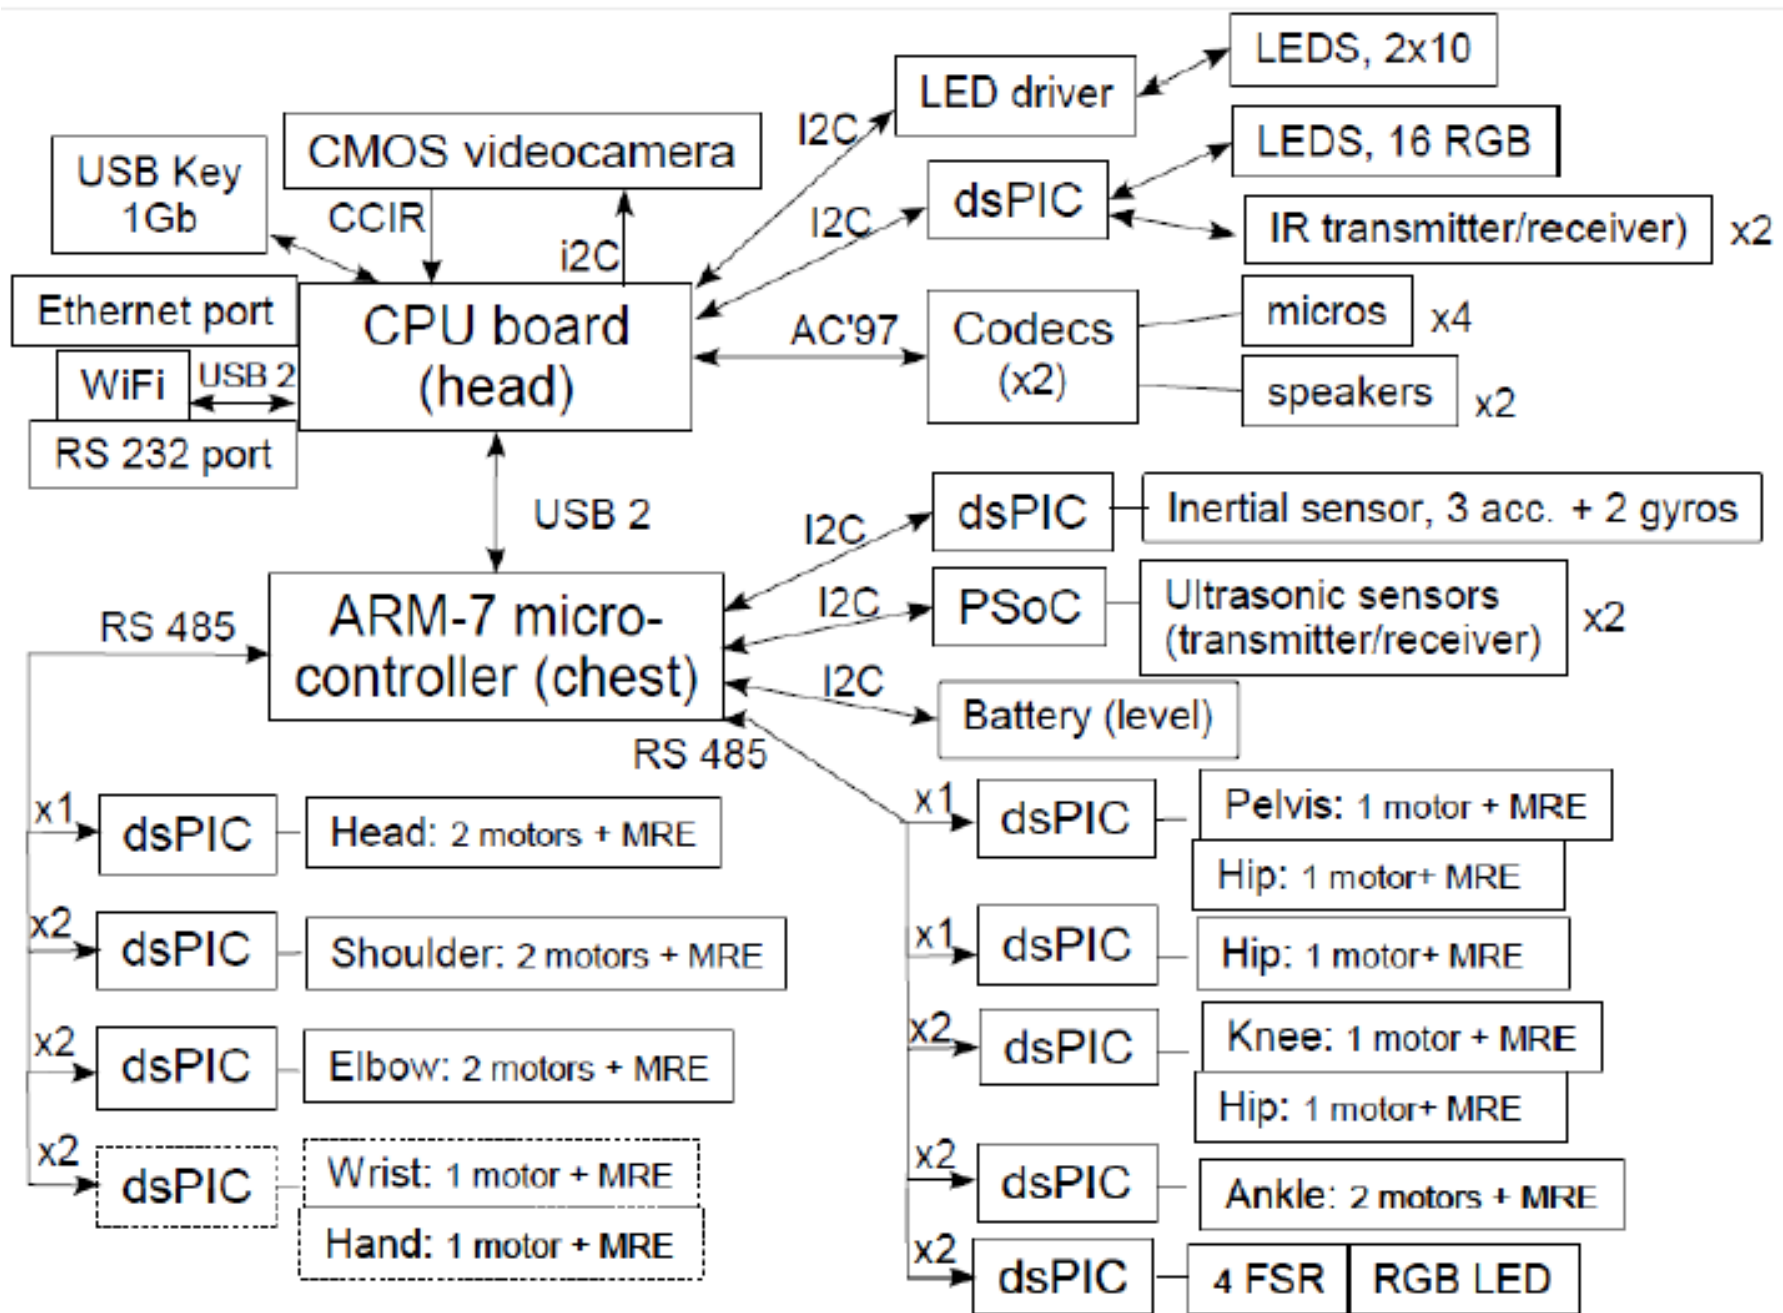 LEDS, 2x10
LED driver
I2C
CMOS videocamera
LEDS, 16 RGB
USB Key
1Gb
dsPIC
CCIR
I2C
i2C
IR transmitter/receiver)
x2
Ethernet port
CPU board
(head)
AC'97
Codecs
(x2)
micros
x4
WiFi
USB 2
speakers
x2
RS 232 port
USB 2
I2C
dsPIC
Inertial sensor, 3 acc. + 2 gyros
ARM-7 micro-
controller (chest)
I2C
PSoC
Ultrasonic sensors
(transmitter/receiver)
x2
RS 485
I2C
Battery (level)
RS 485
x1
dsPIC
Head: 2 motors + MRE
x2
dsPIC
Shoulder: 2 motors + MRE
x2
dsPIC
Elbow: 2 motors + MRE
x2
dsPIC
Wrist: 1 motor + MRE
Hand: 1 motor + MRE
x1
dsPIC
Pelvis: 1 motor + MRE
Hip: 1 motor+ MRE
x1
dsPIC
Hip: 1 motor+ MRE
x2
dsPIC
Knee: 1 motor + MRE
Hip: 1 motor+ MRE
x2
dsPIC
Ankle: 2 motors + MRE
x2
dsPIC
4 FSR
RGB LED